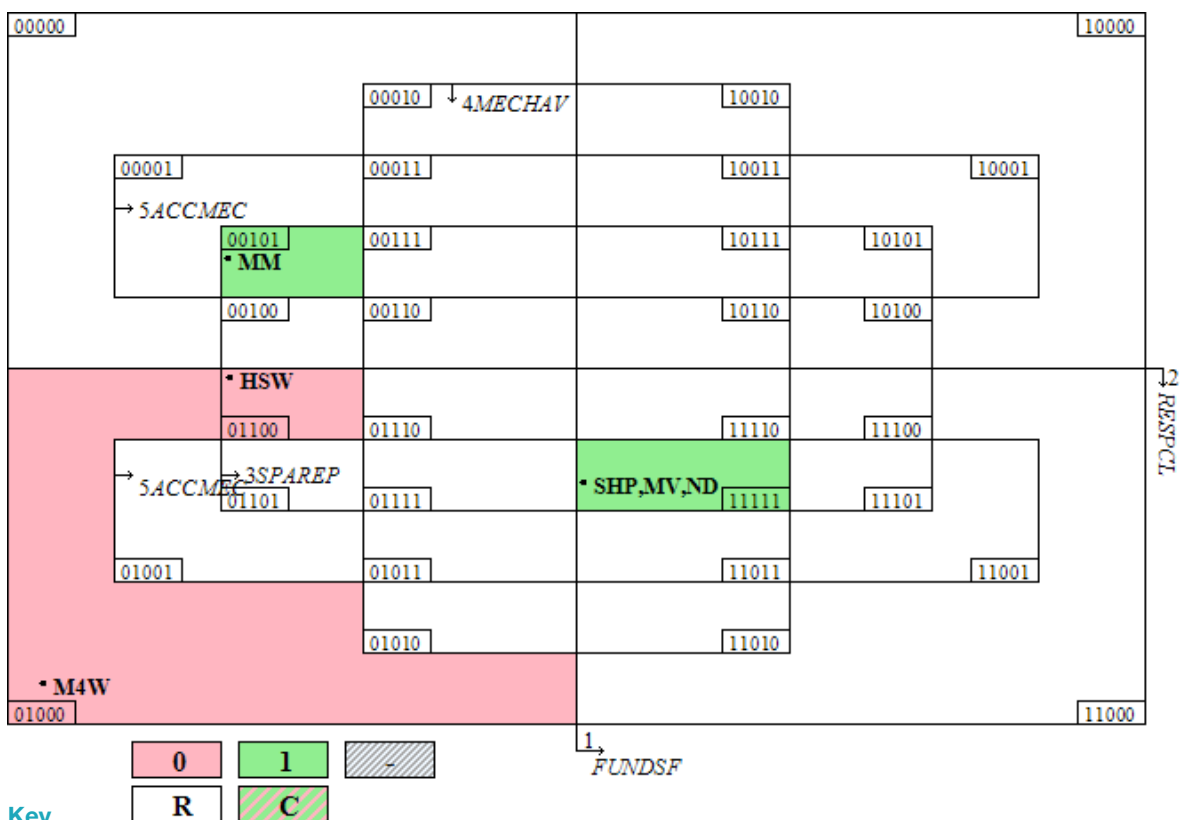 00000 10000
00010 4MECHAV 10010
00001 00011 10011 10001
5ACCMEC
00101 00111 10111 10101
MM
00100 00110 10110 10100
HSW 2
RESPCL
01100 01110 11110 11100
5ACCMEC 3SPAREP SHP,MV,ND
01101 01111 11111 11101
01001 01011 11011 11001
01010 11010
M4W
01000 11000
1
FUNDSF
0 1 -
R C
Key